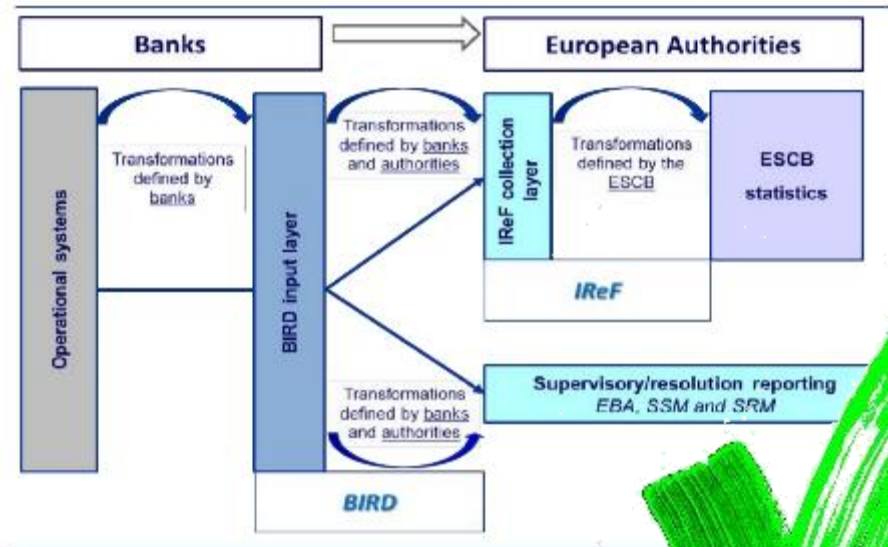 Banks
European Authorities
Operational systems
Transformations
defined by
banks
BIRD input layer
Transformations
defined by banks
and authorities
IReF collection
layer
Transformations
defined by the
ESCB
ESCB
statistics
IReF
Transformations
defined by banks
and authorities
Supervisory/resolution reporting
EBA, SSM and SRM
BIRD